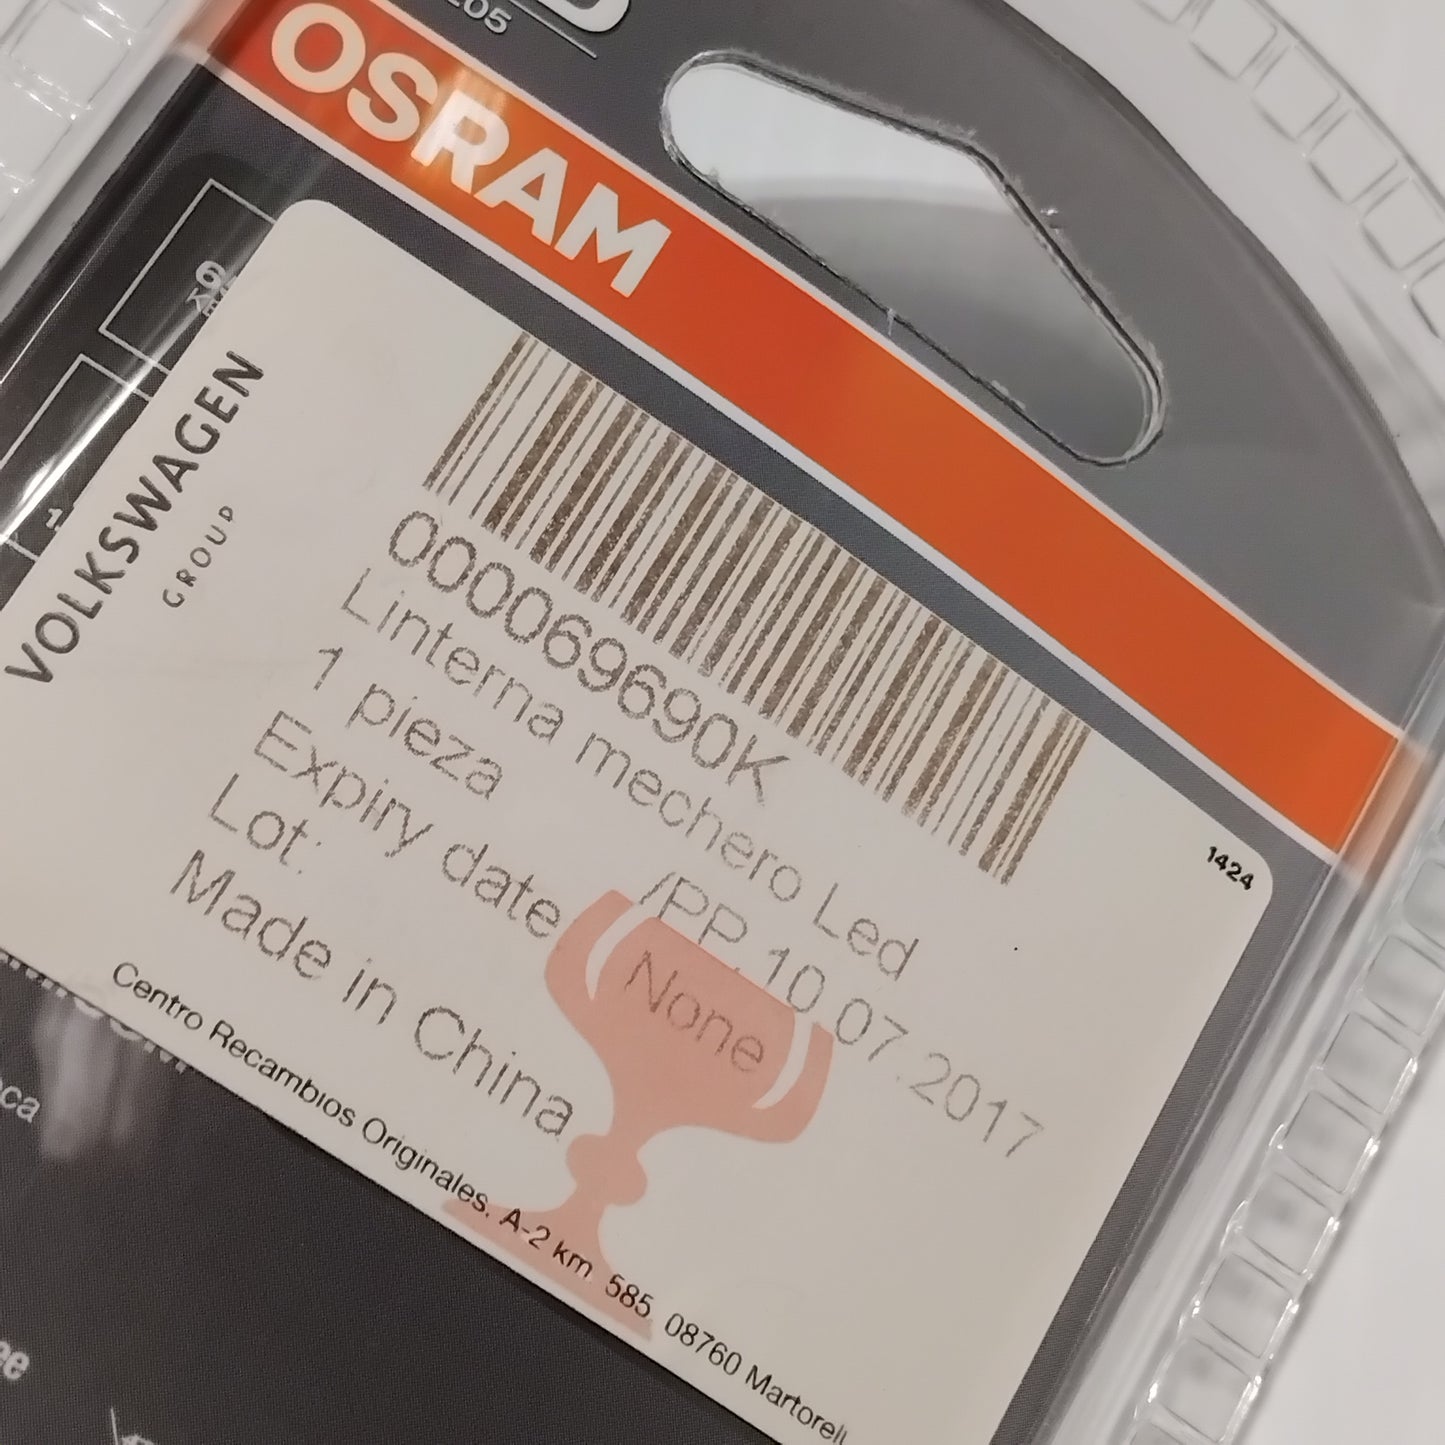 OSRAM
VOLKSWAGEN
GROUP
000069690K
Linterna mechero Led
1 pieza
/PP. 10.07.2017
Expiry date None
Lot:
Made in China
1424
Centro Recambios Originales. A-2 km. 585. 08760 Martorell